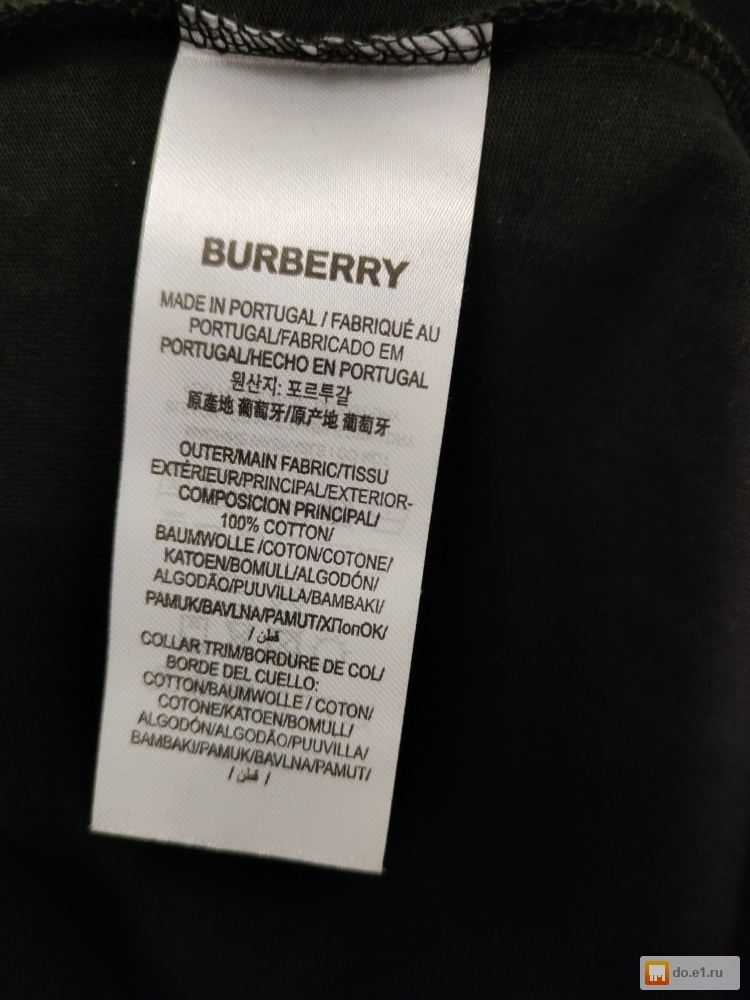 BURBERRY
MADE IN PORTUGAL / FABRIQUÉ AU
PORTUGAL/FABRICADO EM
PORTUGAL/HECHO EN PORTUGAL
원산지: 포르투갈
原產地 葡萄牙/原产地 葡萄牙
OUTER/MAIN FABRIC/TISSU
EXTÉRIEUR/PRINCIPAL/EXTERIOR-
COMPOSICION PRINCIPAL/
100% COTTON/
BAUMWOLLE /COTON/COTONE/
KATOEN/BOMULL/ALGODÓN/
ALGODÃO/PUUVILLA/BAMBAKI/
PAMUK/BAVLNA/PAMUT/ХПопОК/
/ قطن
COLLAR TRIM/BORDURE DE COL/
BORDE DEL CUELLO:
COTTON/BAUMWOLLE / COTON/
COTONE/KATOEN/BOMULL/
ALGODÓN/ALGODÃO/PUUVILLA/
BAMBAKI/PAMUK/BAVLNA/PAMUT/
/ قطن /
do.e1.ru